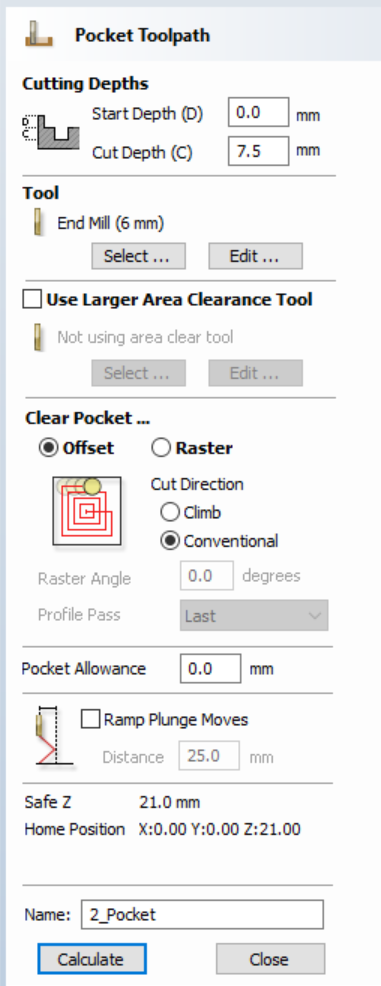 Pocket Toolpath
Cutting Depths
Start Depth (D) 0.0 mm
Cut Depth (C) 7.5 mm
D
C
Tool
End Mill (6 mm)
Select ... Edit ...
Use Larger Area Clearance Tool
Not using area clear tool
Select ... Edit ...
Clear Pocket ...
Offset Raster
Cut Direction
Climb
Conventional
Raster Angle 0.0 degrees
Profile Pass Last
Pocket Allowance 0.0 mm
Ramp Plunge Moves
Distance 25.0 mm
Safe Z 21.0 mm
Home Position X:0.00 Y:0.00 Z:21.00
Name: 2_Pocket
Calculate Close